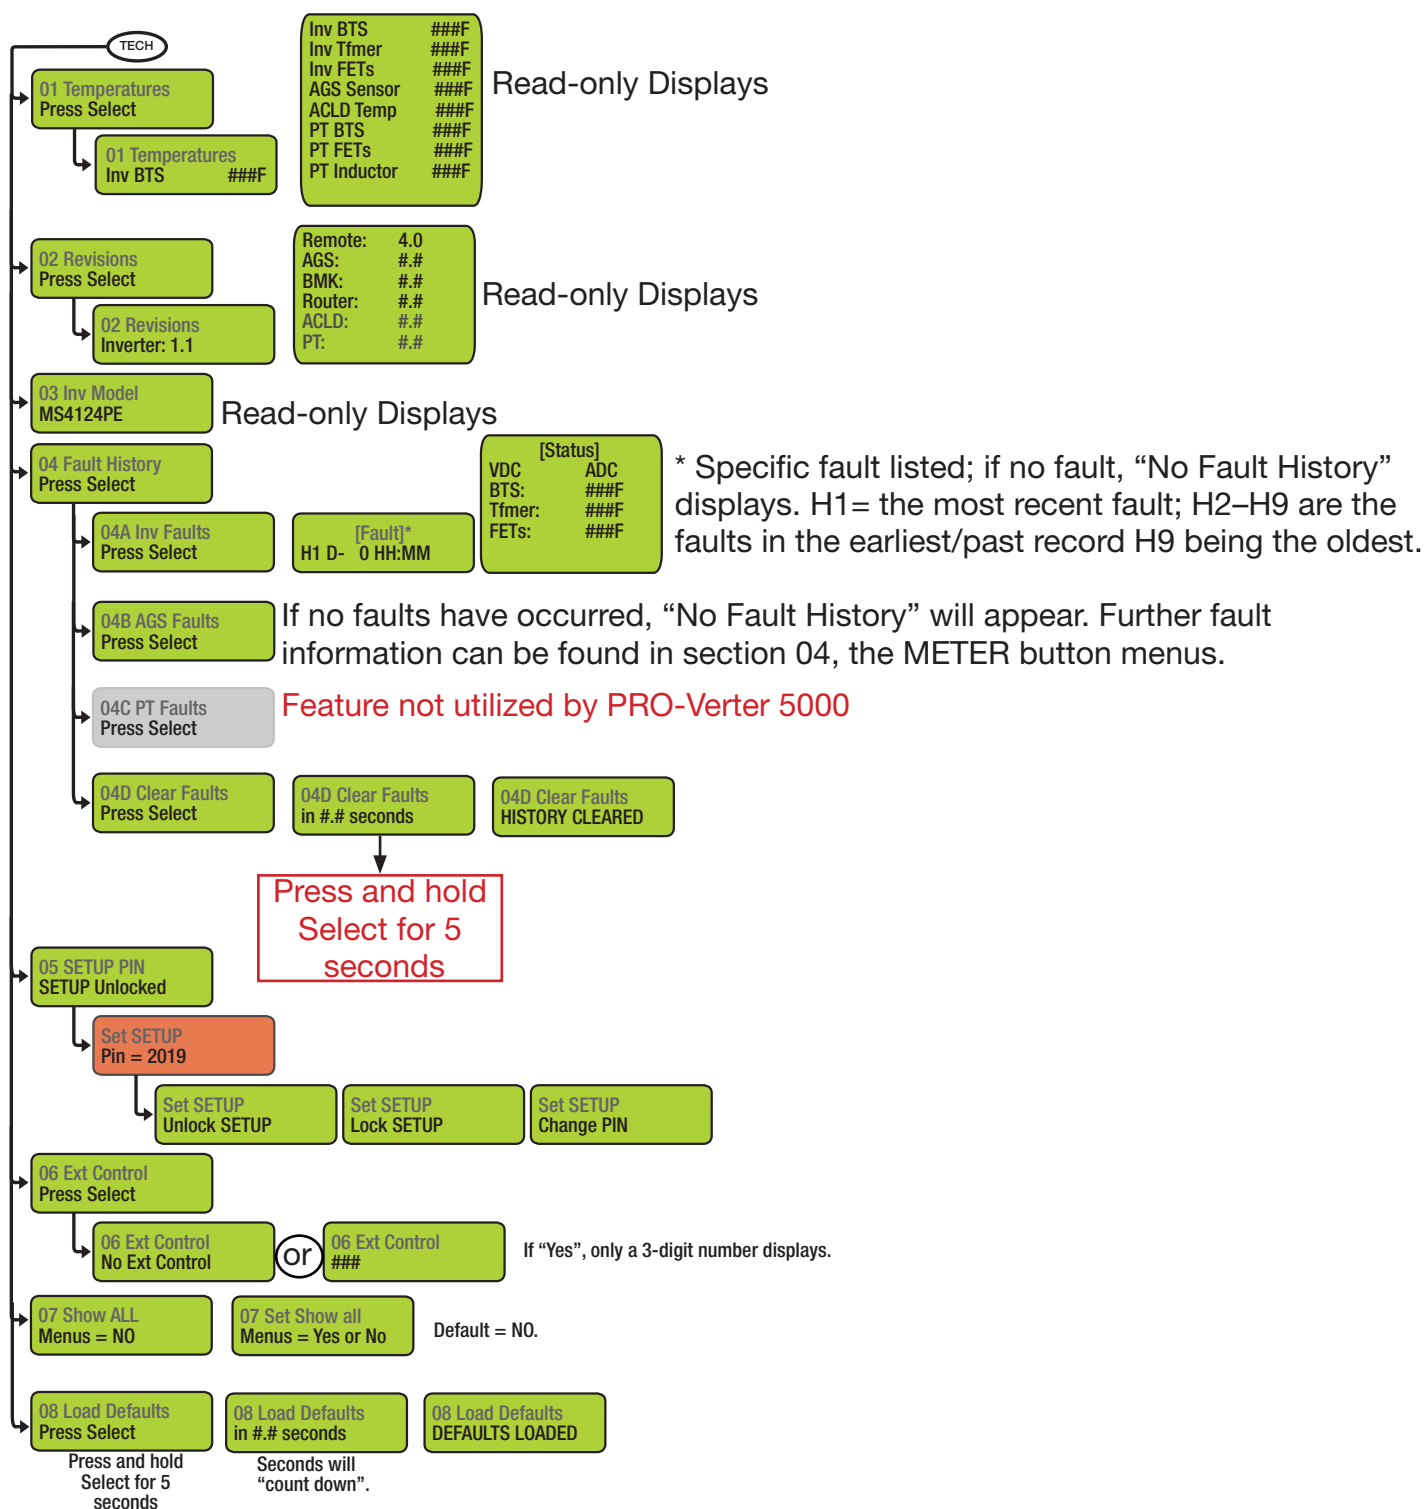 TECH
01 Temperatures
Press Select
01 Temperatures
Inv BTS ###F
Inv BTS ###F
Inv Tfmer ###F
Inv FETs ###F
AGS Sensor ###F
ACLD Temp ###F
PT BTS ###F
PT FETs ###F
PT Inductor ###F
Read-only Displays
02 Revisions
Press Select
02 Revisions
Inverter: 1.1
Remote: 4.0
AGS: #.#
BMK: #.#
Router: #.#
ACLD: #.#
PT: #.#
Read-only Displays
03 Inv Model
MS4124PE
Read-only Displays
04 Fault History
Press Select
04A Inv Faults
Press Select
[Fault]*
H1 D- 0 HH:MM
[Status]
VDC ADC
BTS: ###F
Tfmer: ###F
FETs: ###F
* Specific fault listed; if no fault, “No Fault History”
displays. H1= the most recent fault; H2–H9 are the
faults in the earliest/past record H9 being the oldest.
04B AGS Faults
Press Select
If no faults have occurred, “No Fault History” will appear. Further fault
information can be found in section 04, the METER button menus.
04C PT Faults
Press Select
Feature not utilized by PRO-Verter 5000
04D Clear Faults
Press Select
04D Clear Faults
in #.# seconds
04D Clear Faults
HISTORY CLEARED
Press and hold
Select for 5
seconds
05 SETUP PIN
SETUP Unlocked
Set SETUP
Pin = 2019
Set SETUP
Unlock SETUP
Set SETUP
Lock SETUP
Set SETUP
Change PIN
06 Ext Control
Press Select
06 Ext Control
No Ext Control
or
06 Ext Control
###
If “Yes”, only a 3-digit number displays.
07 Show ALL
Menus = NO
07 Set Show all
Menus = Yes or No
Default = NO.
08 Load Defaults
Press Select
08 Load Defaults
in #.# seconds
08 Load Defaults
DEFAULTS LOADED
Press and hold
Select for 5
seconds
Seconds will
“count down”.